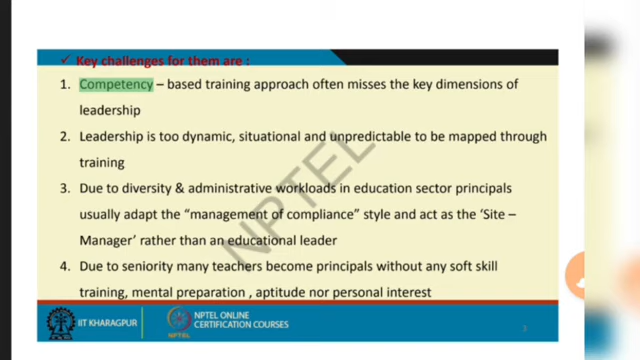 ✓ Key challenges for them are :
1. Competency – based training approach often misses the key dimensions of
leadership
2. Leadership is too dynamic, situational and unpredictable to be mapped through
training
3. Due to diversity & administrative workloads in education sector principals
usually adapt the “management of compliance” style and act as the ‘Site –
Manager’ rather than an educational leader
4. Due to seniority many teachers become principals without any soft skill
training, mental preparation , aptitude nor personal interest
NPTEL
IIT KHARAGPUR
NPTEL
NPTEL ONLINE
CERTIFICATION COURSES
3